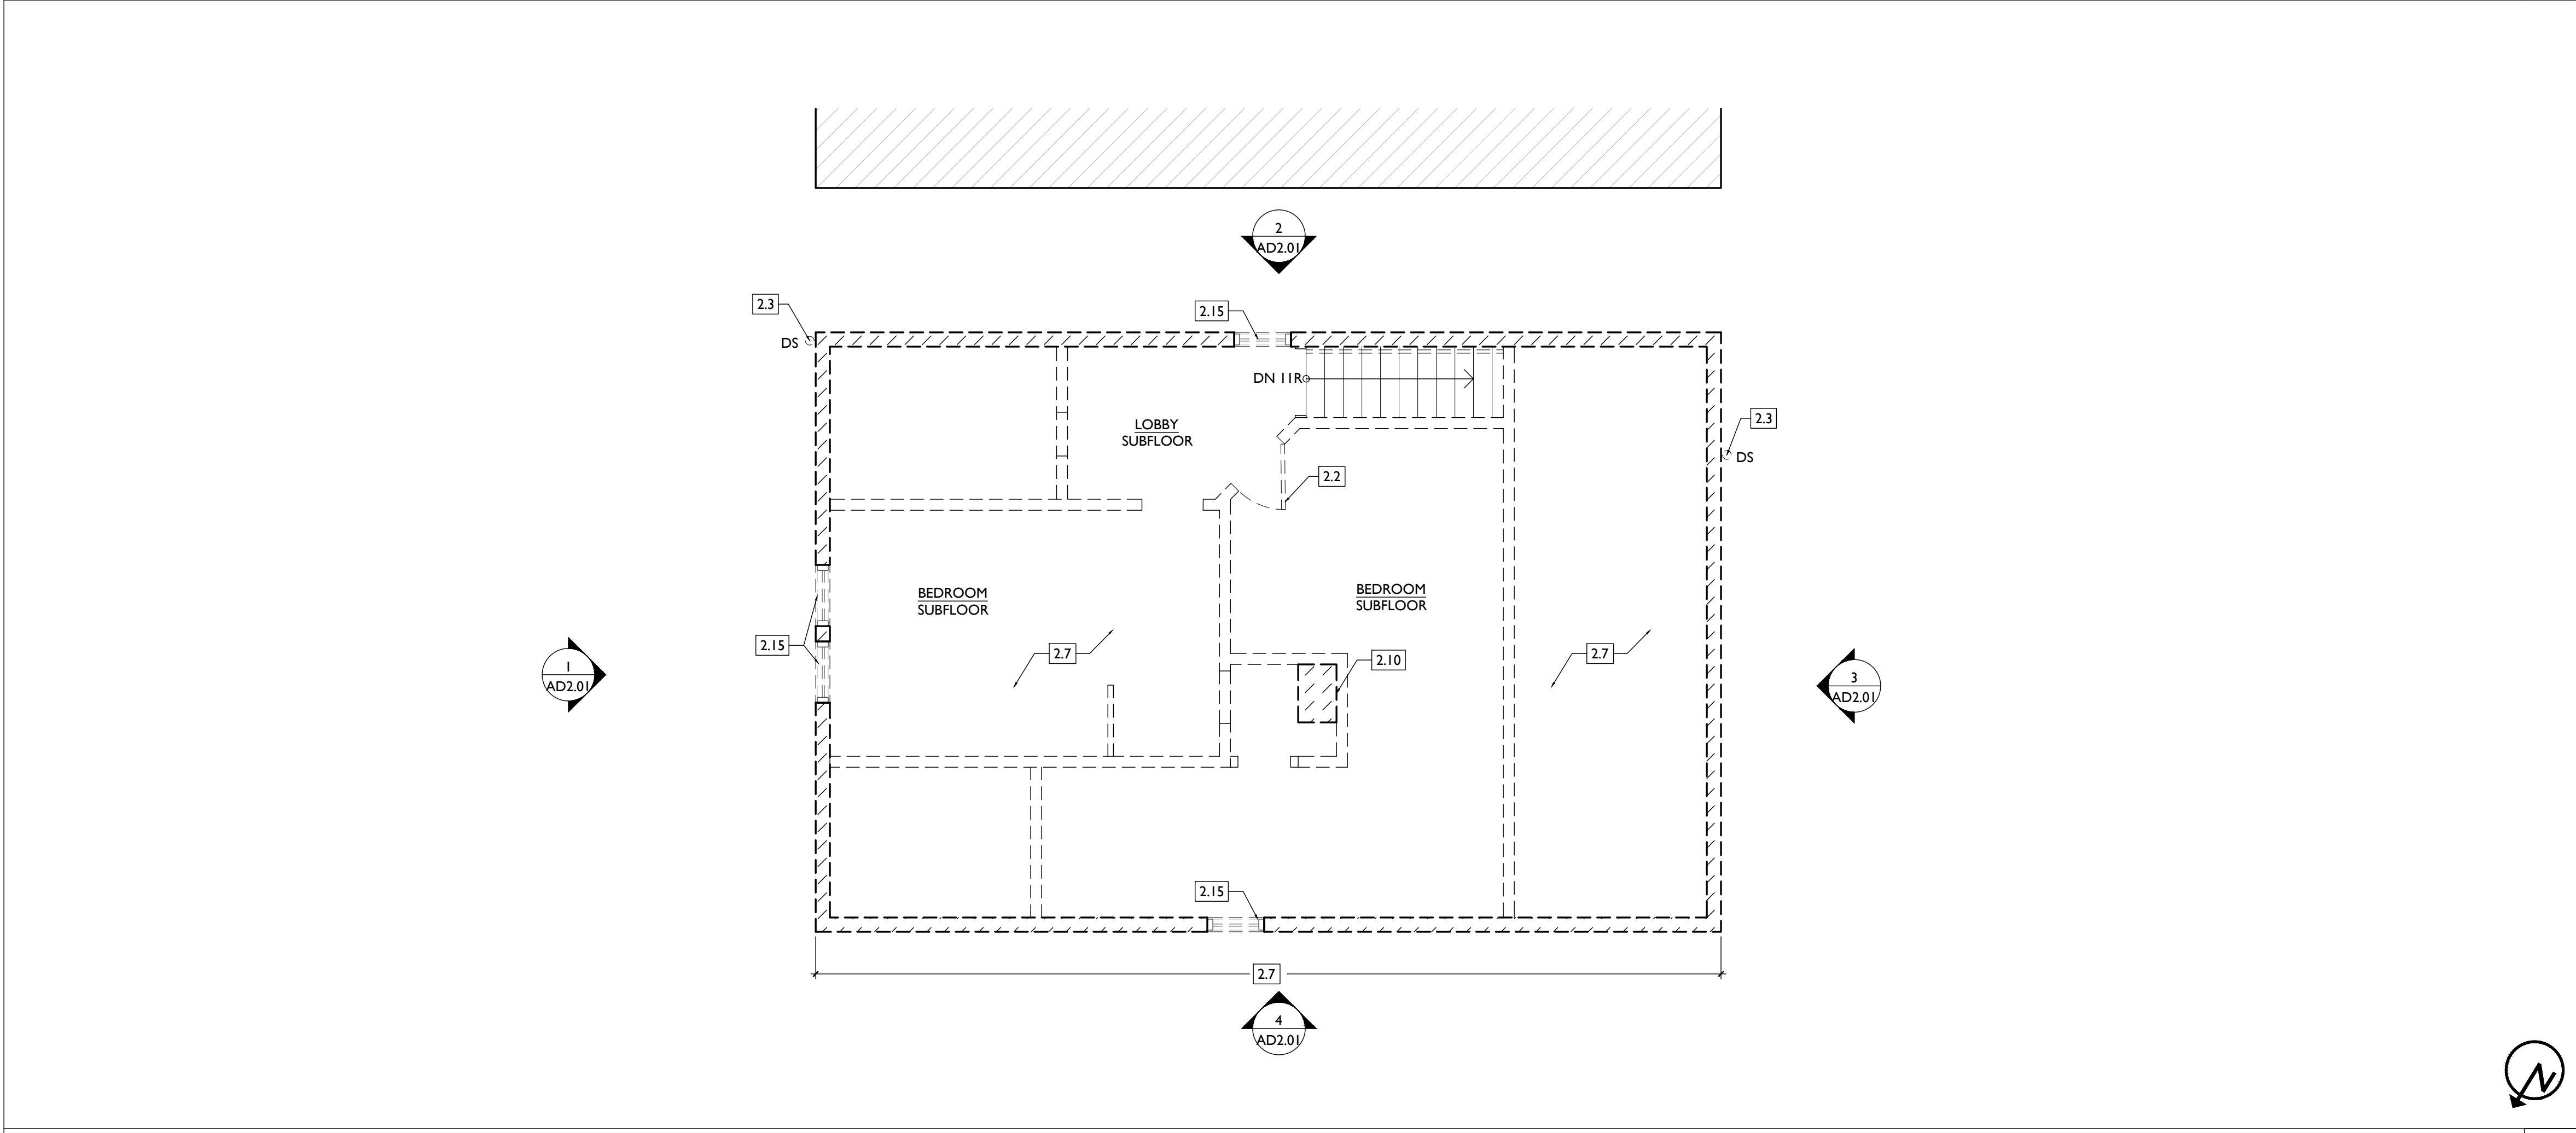 2
AD2.01
2.3
2.15
DS
DN 11R
LOBBY
SUBFLOOR
2.3
DS
2.2
BEDROOM
SUBFLOOR
BEDROOM
SUBFLOOR
2.15
2.7
2.10
2.7
1
AD2.01
3
AD2.01
2.15
2.7
4
AD2.01
N